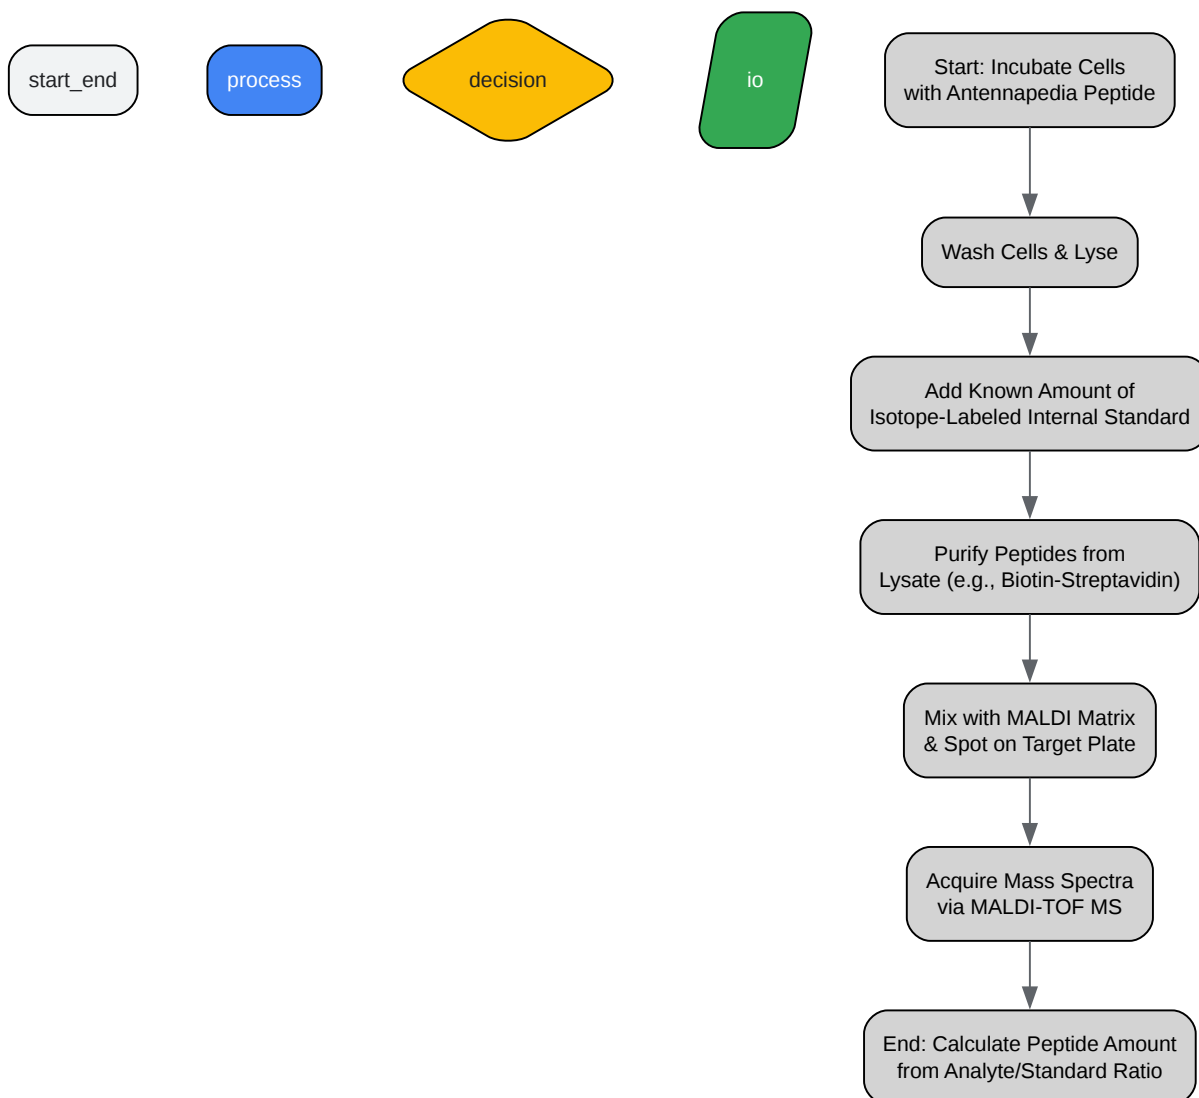 start_end
process
decision
io
Start: Incubate Cells
with Antennapedia Peptide
Wash Cells & Lyse
Add Known Amount of
Isotope-Labeled Internal Standard
Purify Peptides from
Lysate (e.g., Biotin-Streptavidin)
Mix with MALDI Matrix
& Spot on Target Plate
Acquire Mass Spectra
via MALDI-TOF MS
End: Calculate Peptide Amount
from Analyte/Standard Ratio